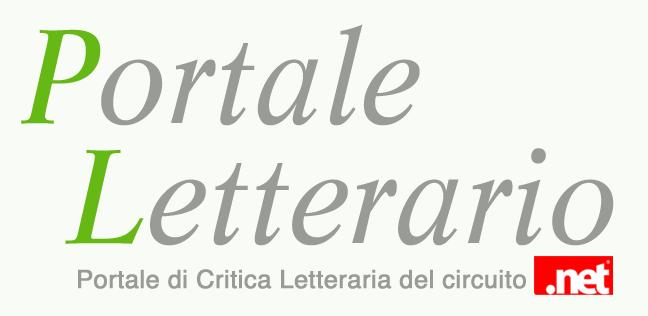 Portale
Letterario
Portale di Critica Letteraria del circuito .net